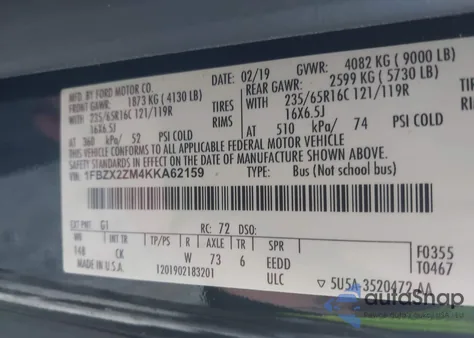 MFD. BY FORD MOTOR CO. 02/19 GVWR: 4082 KG ( 9000 LB)
FRONT GAWR: 1873 KG ( 4130 LB) REAR GAWR: 2599 KG ( 5730 LB)
WITH 235/65R16C 121/119R TIRES WITH 235/65R16C 121/119R TIRES
16X6.5J 16X6.5J
AT 360 kPa/ 52 PSI COLD AT 510 kPa/ 74 PSI COLD
THIS VEHICLE CONFORMS TO ALL APPLICABLE FEDERAL MOTOR VEHICLE
SAFETY STANDARDS IN EFFECT ON THE DATE OF MANUFACTURE SHOWN ABOVE.
VIN: 1FBZX2ZM4KKA62159 TYPE: Bus (Not school bus)
EXT PNT: G1 RC: 72 DSO:
WB INT TR TP/PS R AXLE TR SPR F0355
148 CK W 73 6 EEDD T0467
MADE IN U.S.A. 1201902183201 ULC
5U5A 3520472 AA
autoshop